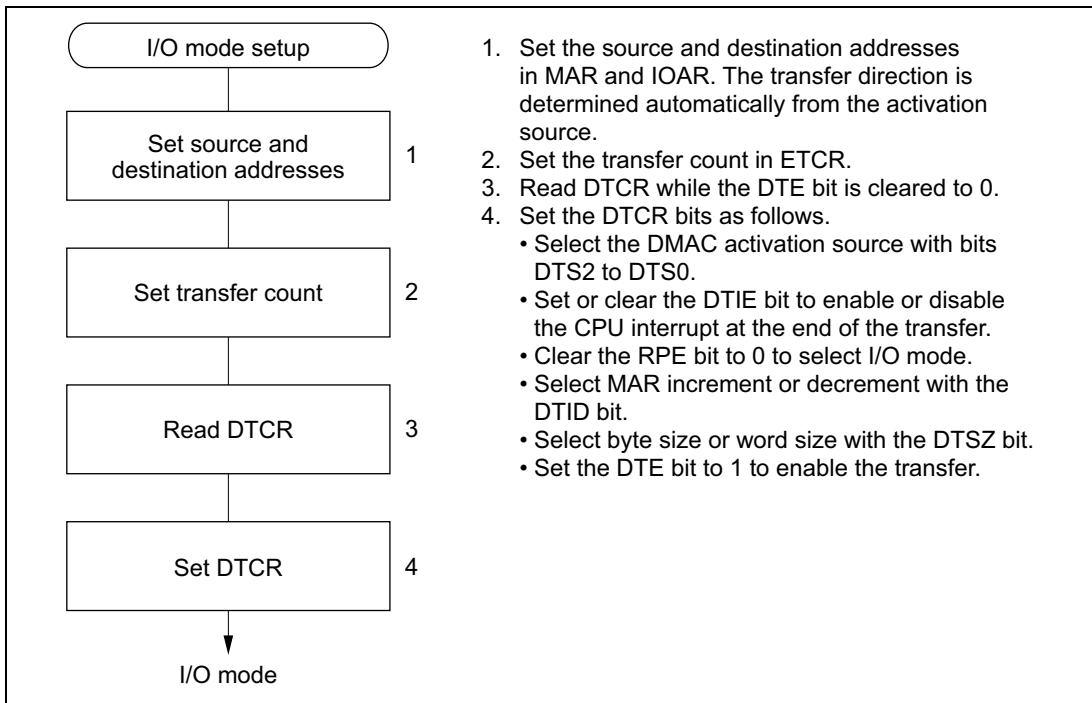 I/O mode setup
Set source and
destination addresses
1
Set transfer count
2
Read DTCR
3
Set DTCR
4
I/O mode
1. Set the source and destination addresses
in MAR and IOAR. The transfer direction is
determined automatically from the activation
source.
2. Set the transfer count in ETCR.
3. Read DTCR while the DTE bit is cleared to 0.
4. Set the DTCR bits as follows.
• Select the DMAC activation source with bits
DTS2 to DTS0.
• Set or clear the DTIE bit to enable or disable
the CPU interrupt at the end of the transfer.
• Clear the RPE bit to 0 to select I/O mode.
• Select MAR increment or decrement with the
DTID bit.
• Select byte size or word size with the DTSZ bit.
• Set the DTE bit to 1 to enable the transfer.